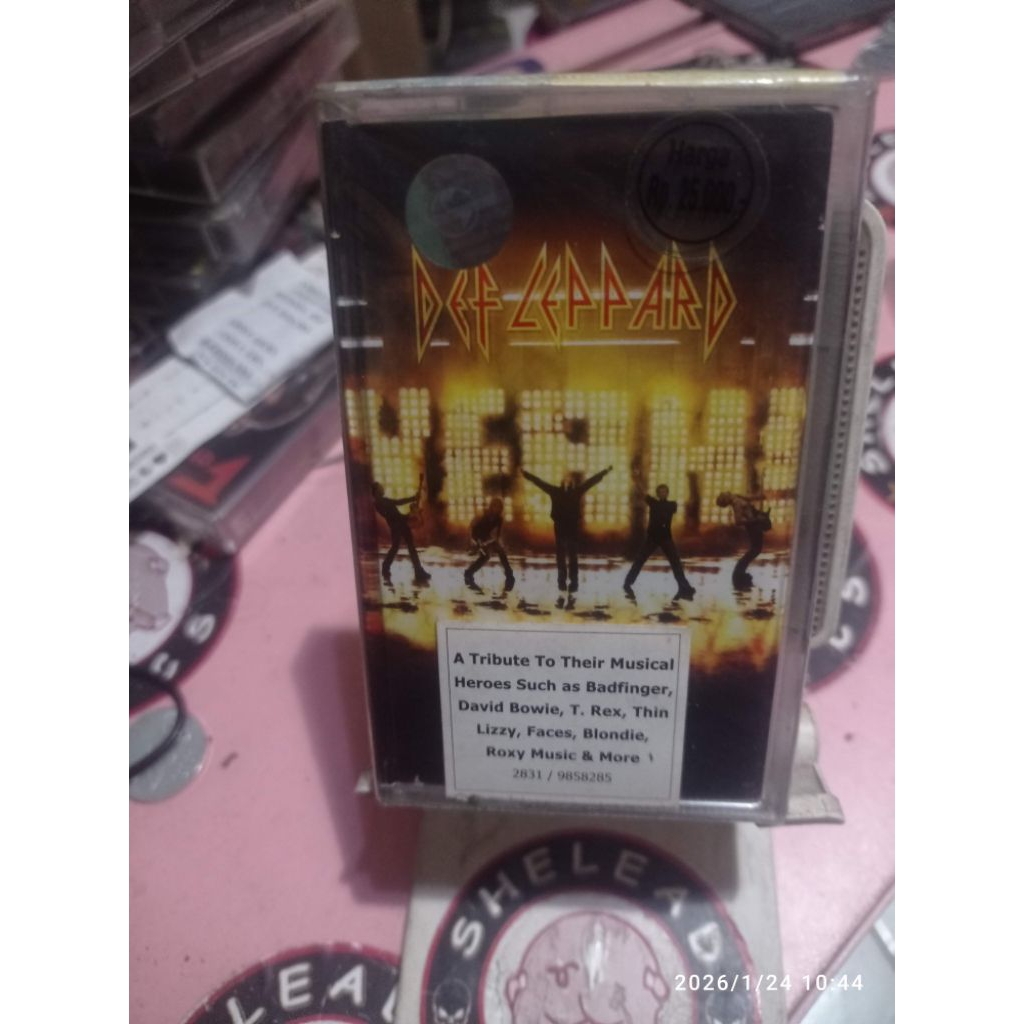 Harga
Rp 25.000,-
DEF LEPPARD
YEAH!
A Tribute To Their Musical
Heroes Such as Badfinger,
David Bowie, T. Rex, Thin
Lizzy, Faces, Blondie,
Roxy Music & More
2831 / 9858285
SHELEAD
LEAD
2026/1/24 10:44